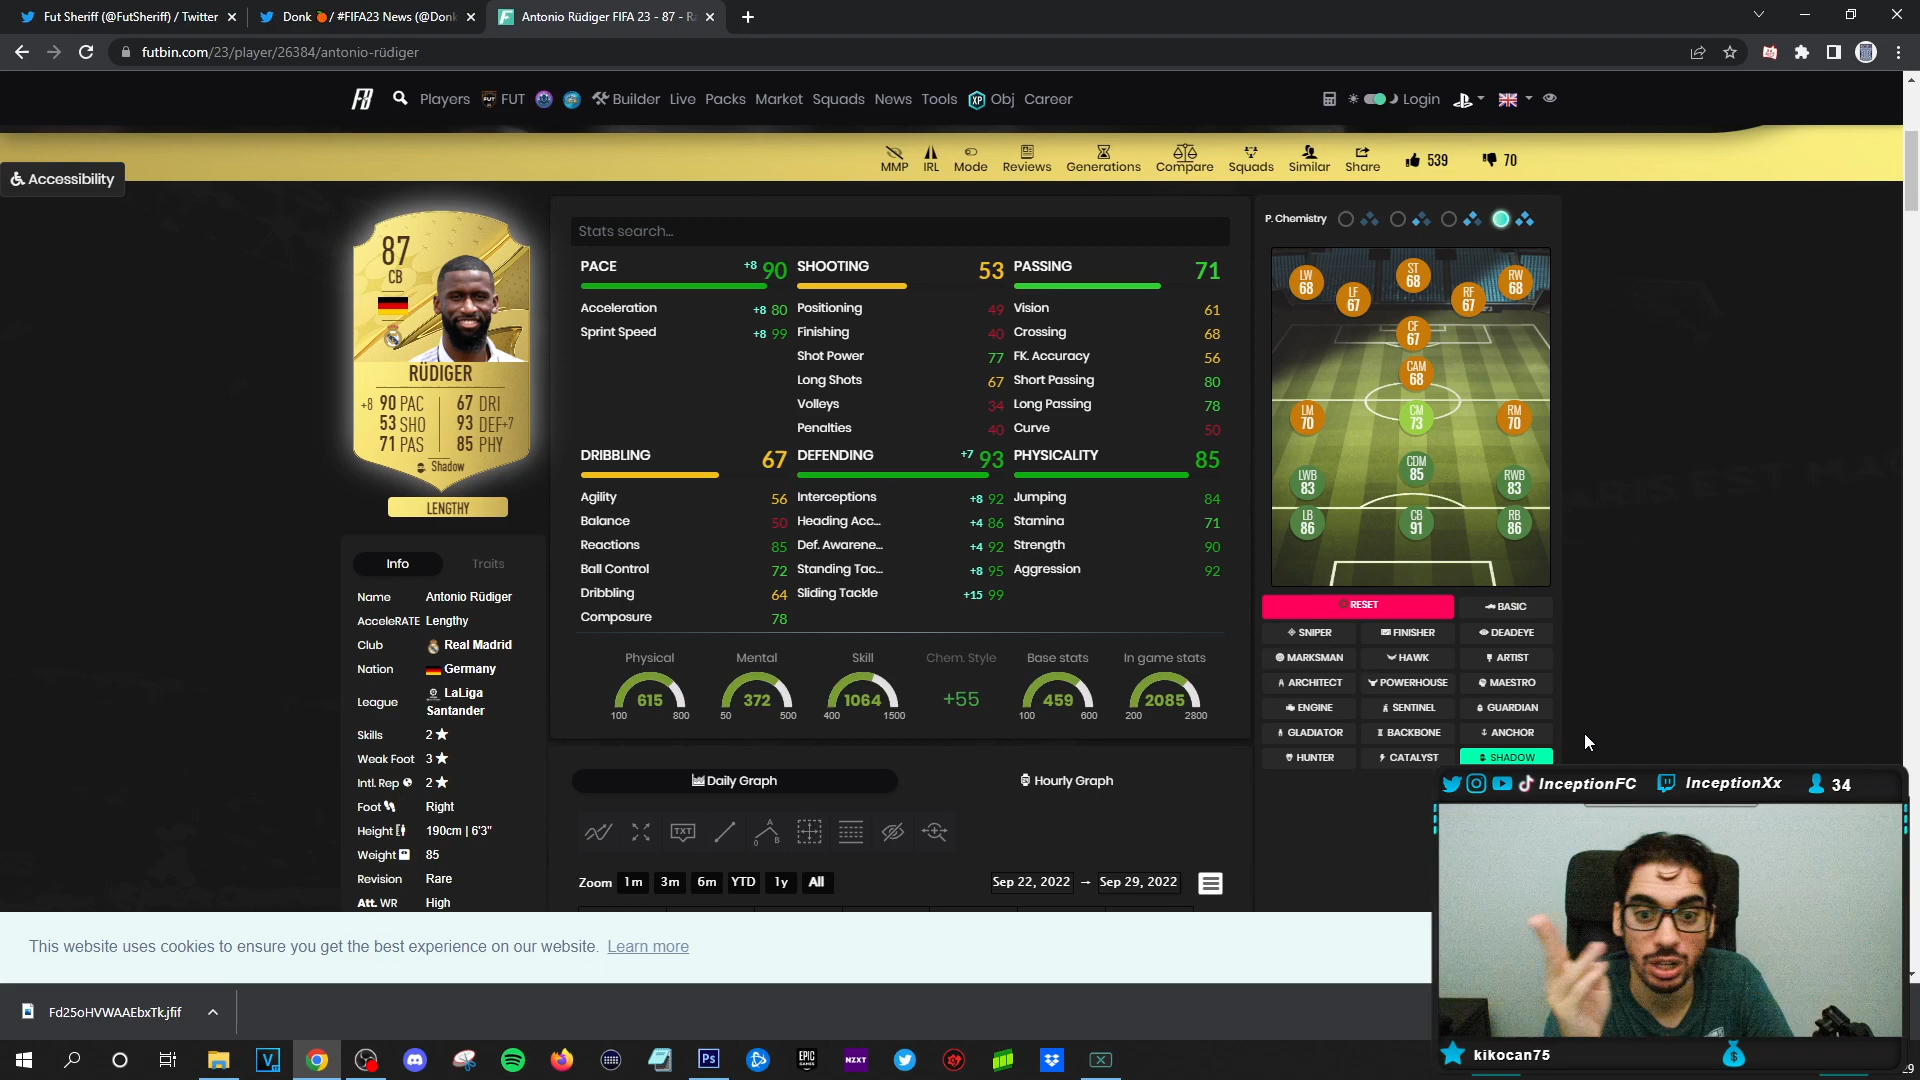 Fut Sheriff (@FutSheriff) / Twitter
Donk 🍑 / #FIFA23 News (@Donk
Antonio Rüdiger FIFA 23 - 87 - Ra
futbin.com/23/player/26384/antonio-rüdiger
Players FUT Builder Live Packs Market Squads News Tools XP Obj Career Login
MMP IRL Mode Reviews Generations Compare Squads Similar Share 539 70
Accessibility
87
CB
RÜDIGER
+8 90 PAC 67 DRI
53 SHO 93 DEF+7
71 PAS 85 PHY
Shadow
LENGTHY
Info Traits
Name Antonio Rüdiger
AcceleRATE Lengthy
Club Real Madrid
Nation Germany
League LaLiga Santander
Skills 2
Weak Foot 3
Intl. Rep 2
Foot Right
Height 190cm | 6'3"
Weight 85
Revision Rare
Att. WR High
Stats search...
PACE +8 90
Acceleration +8 80
Sprint Speed +8 99
SHOOTING 53
Positioning 49
Finishing 40
Shot Power 77
Long Shots 67
Volleys 34
Penalties 40
PASSING 71
Vision 61
Crossing 68
FK. Accuracy 56
Short Passing 80
Long Passing 78
Curve 50
DRIBBLING 67
Agility 56
Balance 50
Reactions 85
Ball Control 72
Dribbling 64
Composure 78
DEFENDING +7 93
Interceptions +8 92
Heading Acc... +4 86
Def. Awarene... +4 92
Standing Tac... +8 95
Sliding Tackle +15 99
PHYSICALITY 85
Jumping 84
Stamina 71
Strength 90
Aggression 92
Physical Mental Skill Chem. Style Base stats In game stats
615 372 1064 +55 459 2085
100 800 50 500 400 1500 100 600 200 2800
Daily Graph Hourly Graph
TXT
Zoom 1m 3m 6m YTD 1y All
Sep 22, 2022 → Sep 29, 2022
P. Chemistry
LW 68
ST 68
RW 68
LF 67
RF 67
CF 67
CAM 68
LM 70
CM 73
RM 70
LWB 83
CDM 85
RWB 83
LB 86
CB 91
RB 86
RESET BASIC
SNIPER FINISHER DEADEYE
MARKSMAN HAWK ARTIST
ARCHITECT POWERHOUSE MAESTRO
ENGINE SENTINEL GUARDIAN
GLADIATOR BACKBONE ANCHOR
HUNTER CATALYST SHADOW
InceptionFC InceptionXx 34
This website uses cookies to ensure you get the best experience on our website. Learn more
Fd25oHVWAAEbxTk.jfif
kikocan75
Ps
EPIC GAMES
NZXT